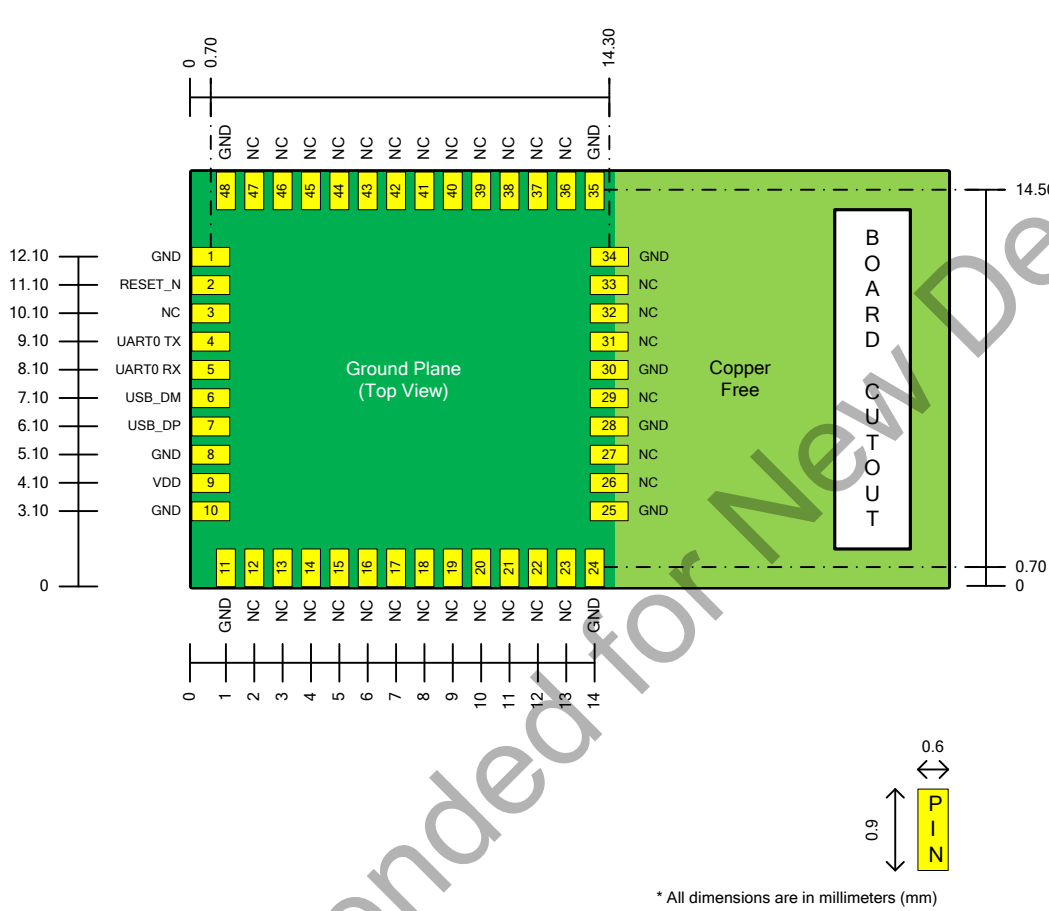 0
0.70
14.30
GND
NC
NC
NC
NC
NC
NC
NC
NC
NC
NC
NC
NC
GND
48
47
46
45
44
43
42
41
40
39
38
37
36
35
14.50
12.10 GND 1
11.10 RESET_N 2
10.10 NC 3
9.10 UART0 TX 4
8.10 UART0 RX 5
7.10 USB_DM 6
6.10 USB_DP 7
5.10 GND 8
4.10 VDD 9
3.10 GND 10
0
Ground Plane
(Top View)
34 GND
33 NC
32 NC
31 NC
30 GND
29 NC
28 GND
27 NC
26 NC
25 GND
Copper
Free
BOARD CUTOUT
0.70
0
11
12
13
14
15
16
17
18
19
20
21
22
23
24
GND
NC
NC
NC
NC
NC
NC
NC
NC
NC
NC
NC
NC
GND
0
1
2
3
4
5
6
7
8
9
10
11
12
13
14
0.6
0.9
PIN
* All dimensions are in millimeters (mm)
ended for New De